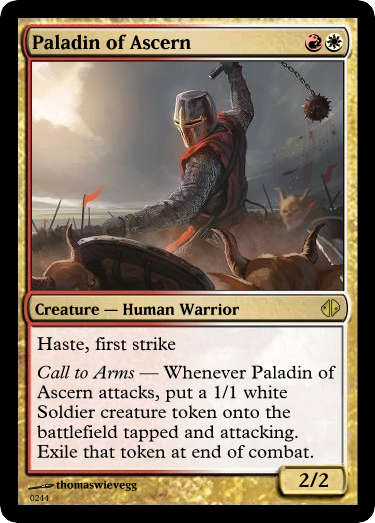 Paladin of Ascern
Creature — Human Warrior
Haste, first strike
Call to Arms — Whenever Paladin of
Ascern attacks, put a 1/1 white
Soldier creature token onto the
battlefield tapped and attacking.
Exile that token at end of combat.
2/2
thomaswievegg
0244